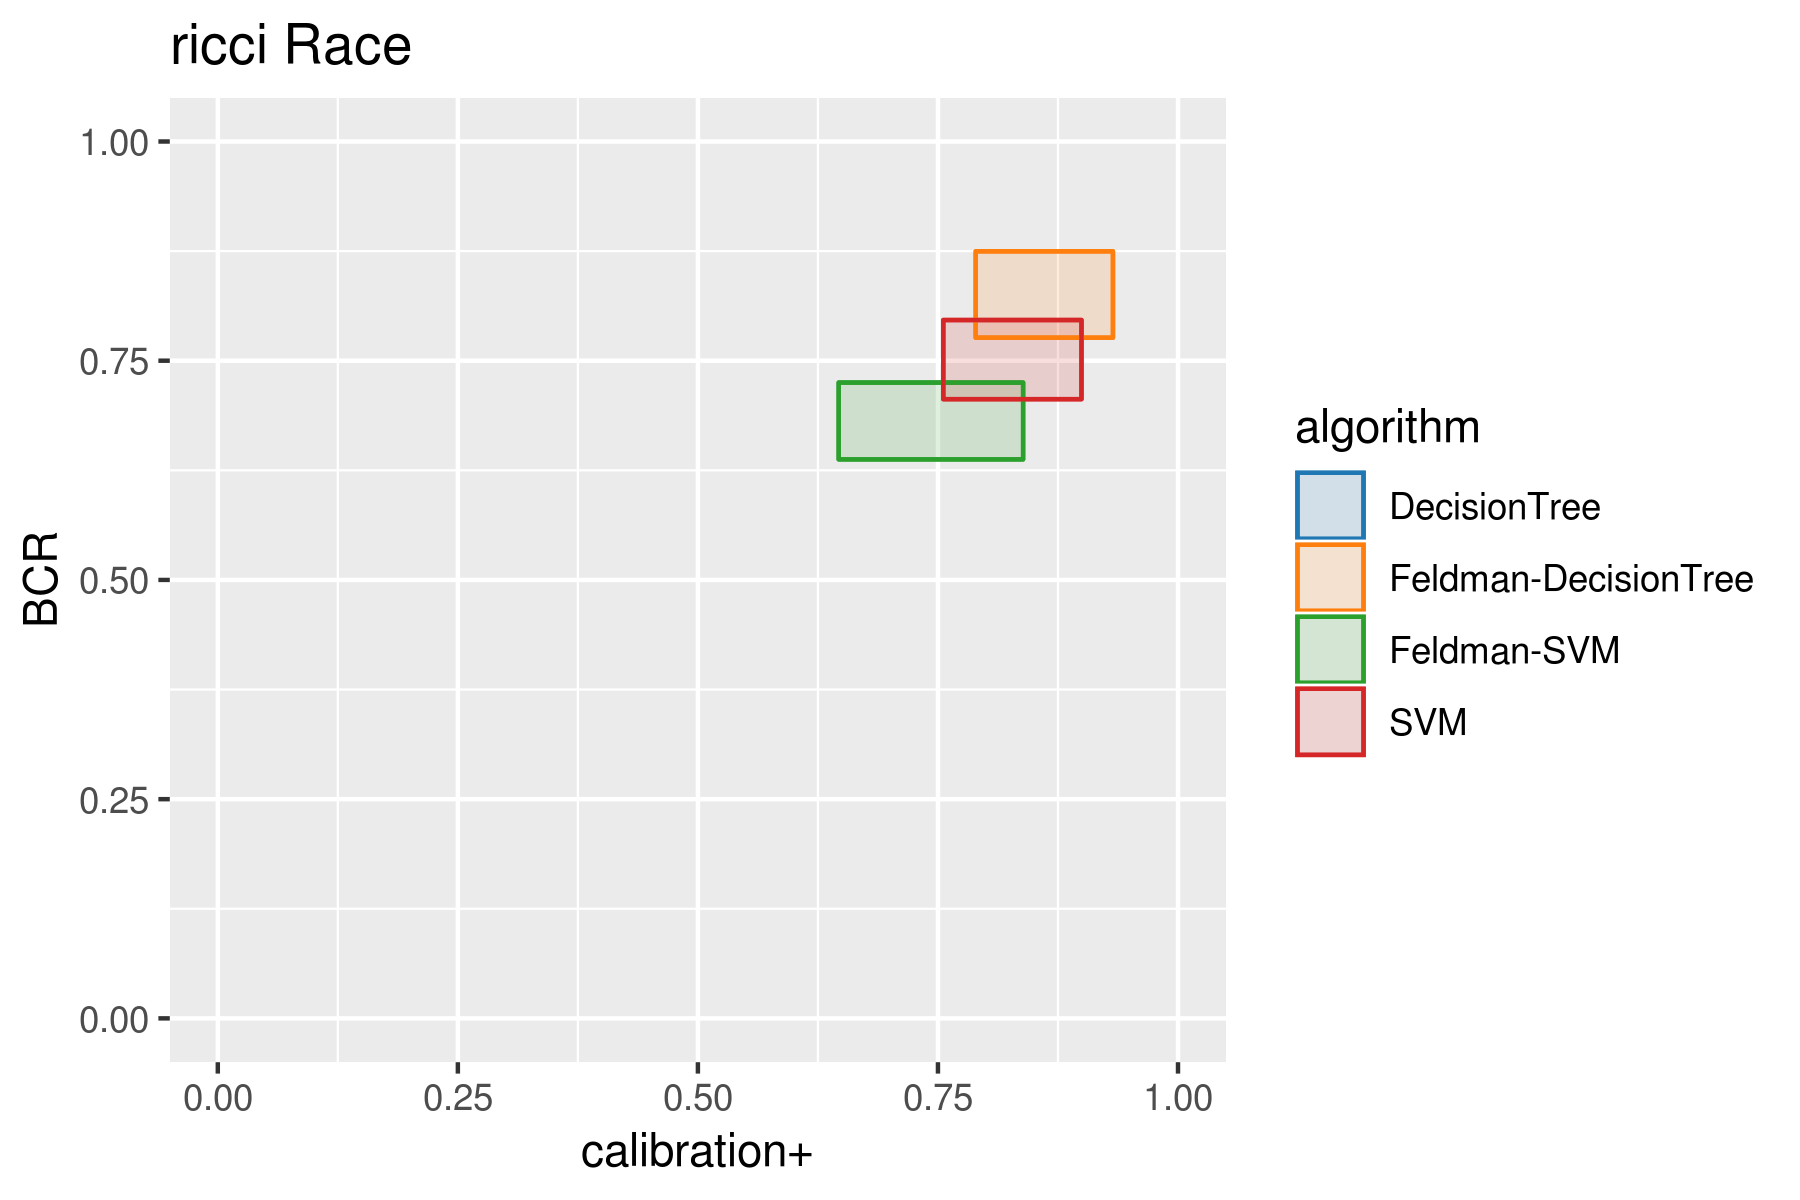 ricci Race
1.00
0.75
0.50
0.25
0.00
BCR
0.00 0.25 0.50 0.75 1.00
calibration+
algorithm
DecisionTree
Feldman-DecisionTree
Feldman-SVM
SVM